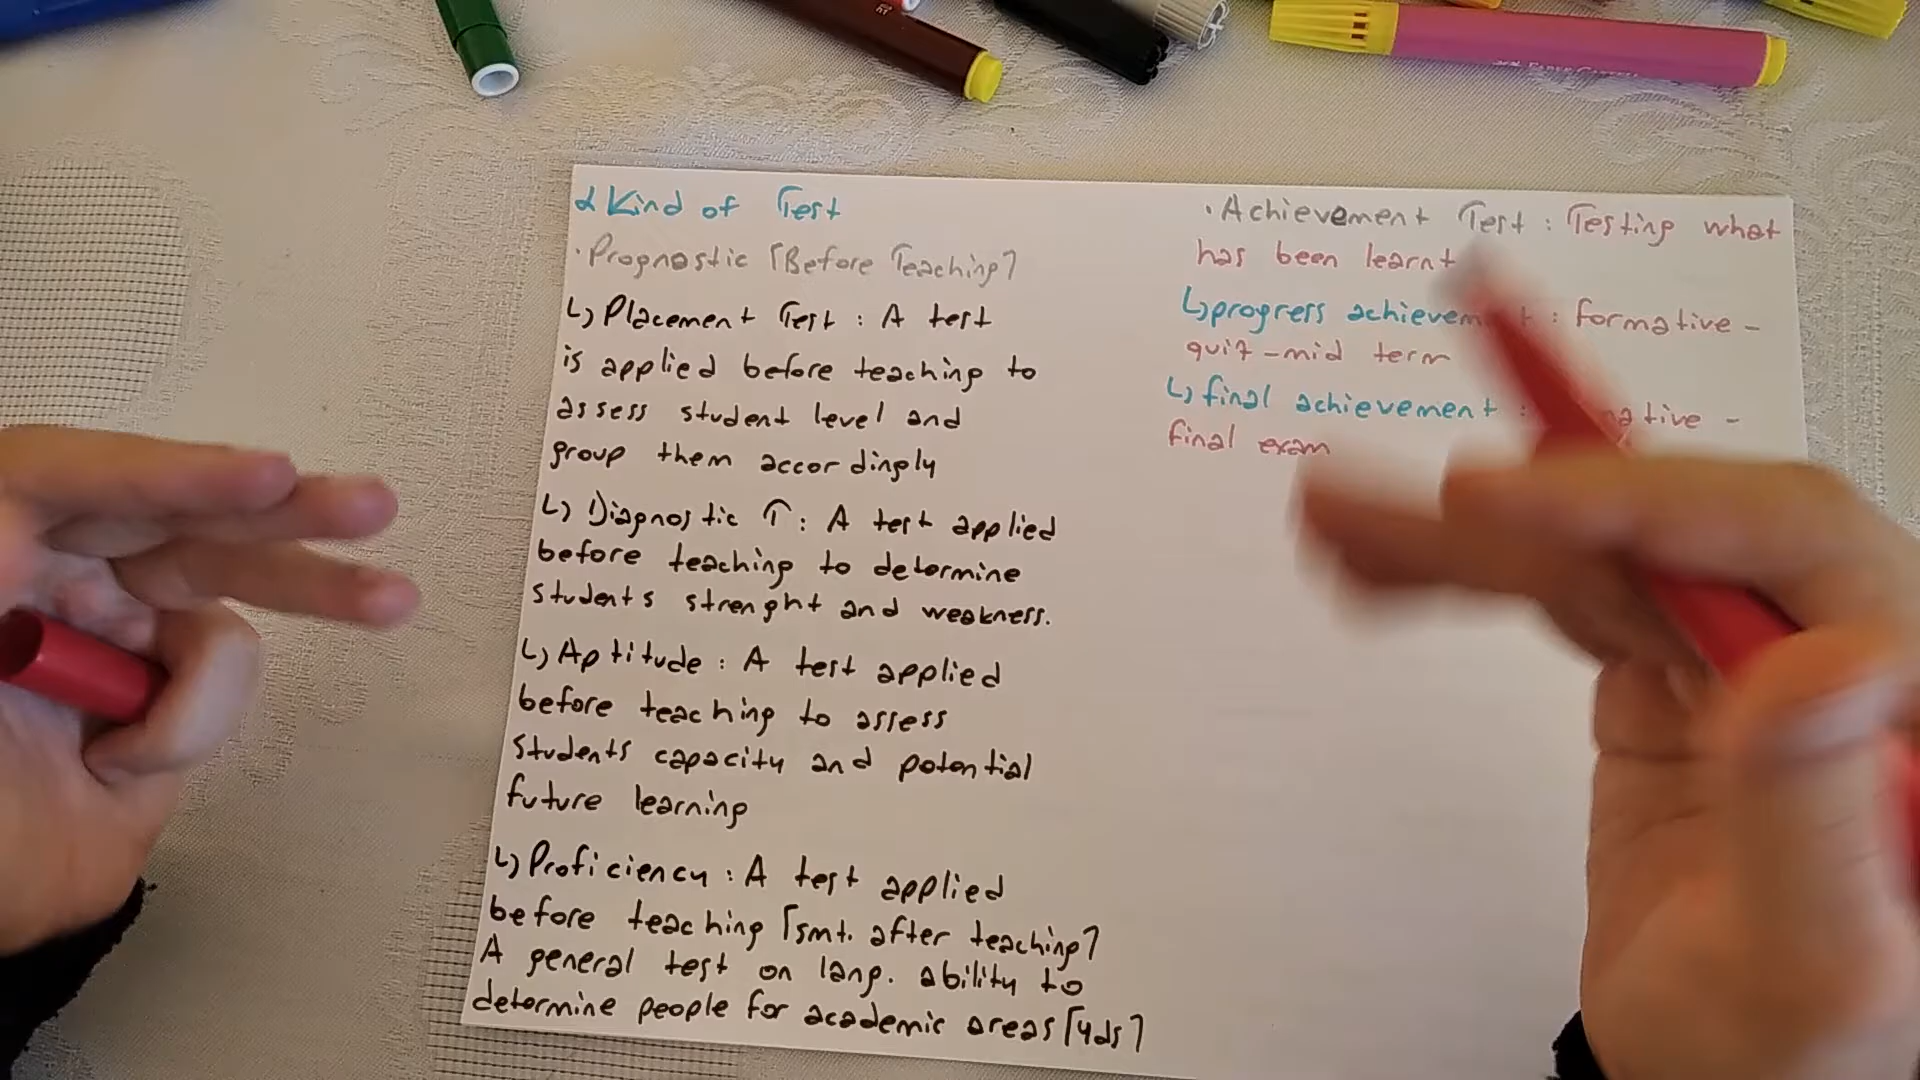 2 Kind of Test
• Prognostic [Before Teaching]
↳ Placement Test : A test
is applied before teaching to
assess student level and
group them accordingly
↳ Diagnostic T : A test applied
before teaching to determine
students strenght and weakness.
↳ Aptitude : A test applied
before teaching to assess
students capacity and potential
future learning
↳ Proficiency : A test applied
before teaching [smt. after teaching]
A general test on lang. ability to
determine people for academic areas [yds]
• Achievement Test : Testing what
has been learnt
↳ progress : formative -
quiz - mid term
↳ final achievement :
final exam